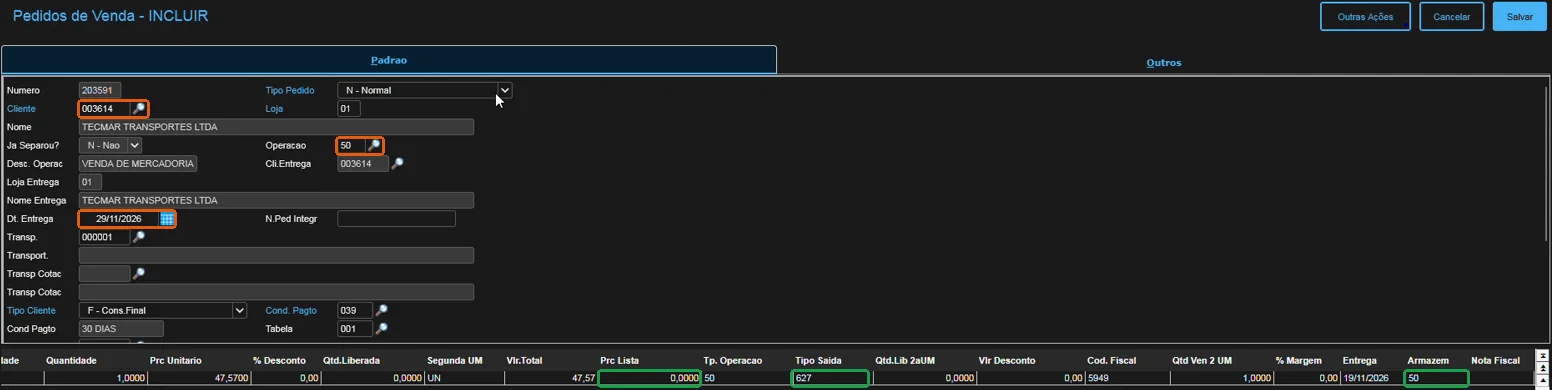 Pedidos de Venda - INCLUIR
Outras Ações
Cancelar
Salvar
Padrao
Outros
Numero 203591 Tipo Pedido N - Normal
Cliente 003614 Loja 01
Nome TECMAR TRANSPORTES LTDA
Ja Separou? N - Nao Operacao 50
Desc. Operac VENDA DE MERCADORIA Cli.Entrega 003614
Loja Entrega 01
Nome Entrega TECMAR TRANSPORTES LTDA
Dt. Entrega 29/11/2026 N.Ped Integr
Transp. 000001
Transport.
Transp Cotac
Transp Cotac
Tipo Cliente F - Cons.Final Cond. Pagto 039
Cond Pagto 30 DIAS Tabela 001
lade Quantidade Prc Unitario % Desconto Qtd.Liberada Segunda UM Vlr.Total Prc Lista Tp. Operacao Tipo Saida Qtd.Lib 2aUM Vlr Desconto Cod. Fiscal Qtd Ven 2 UM % Margem Entrega Armazem Nota Fiscal
1,0000 47,5700 0,00 0,0000 UN 47,57 0,0000 50 627 0,0000 0,00 5949 1,0000 0,00 19/11/2026 50